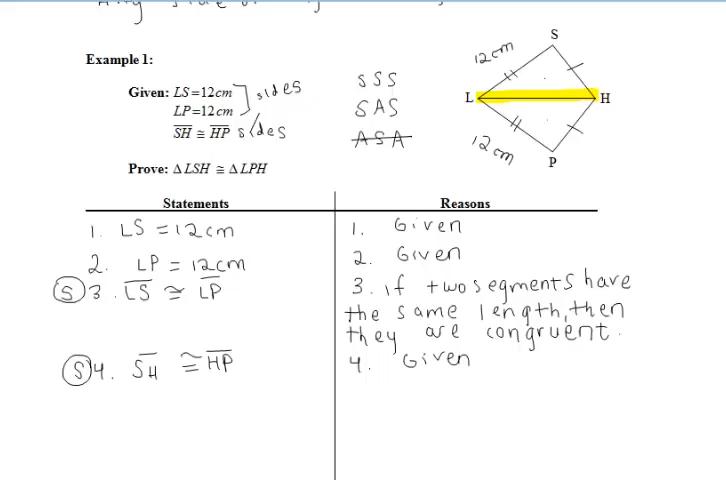 Example 1:
S
12cm
Given: LS=12cm sides
SSS
LP=12cm
SAS
L
H
SH ≅ HP sides
ASA
12cm
P
Prove: Δ LSH ≅ Δ LPH
Statements Reasons
1. LS = 12cm 1. Given
2. LP = 12cm 2. Given
S 3. LS ≅ LP 3. if two segments have
the same length, then
they are congruent.
S 4. SH ≅ HP 4. Given